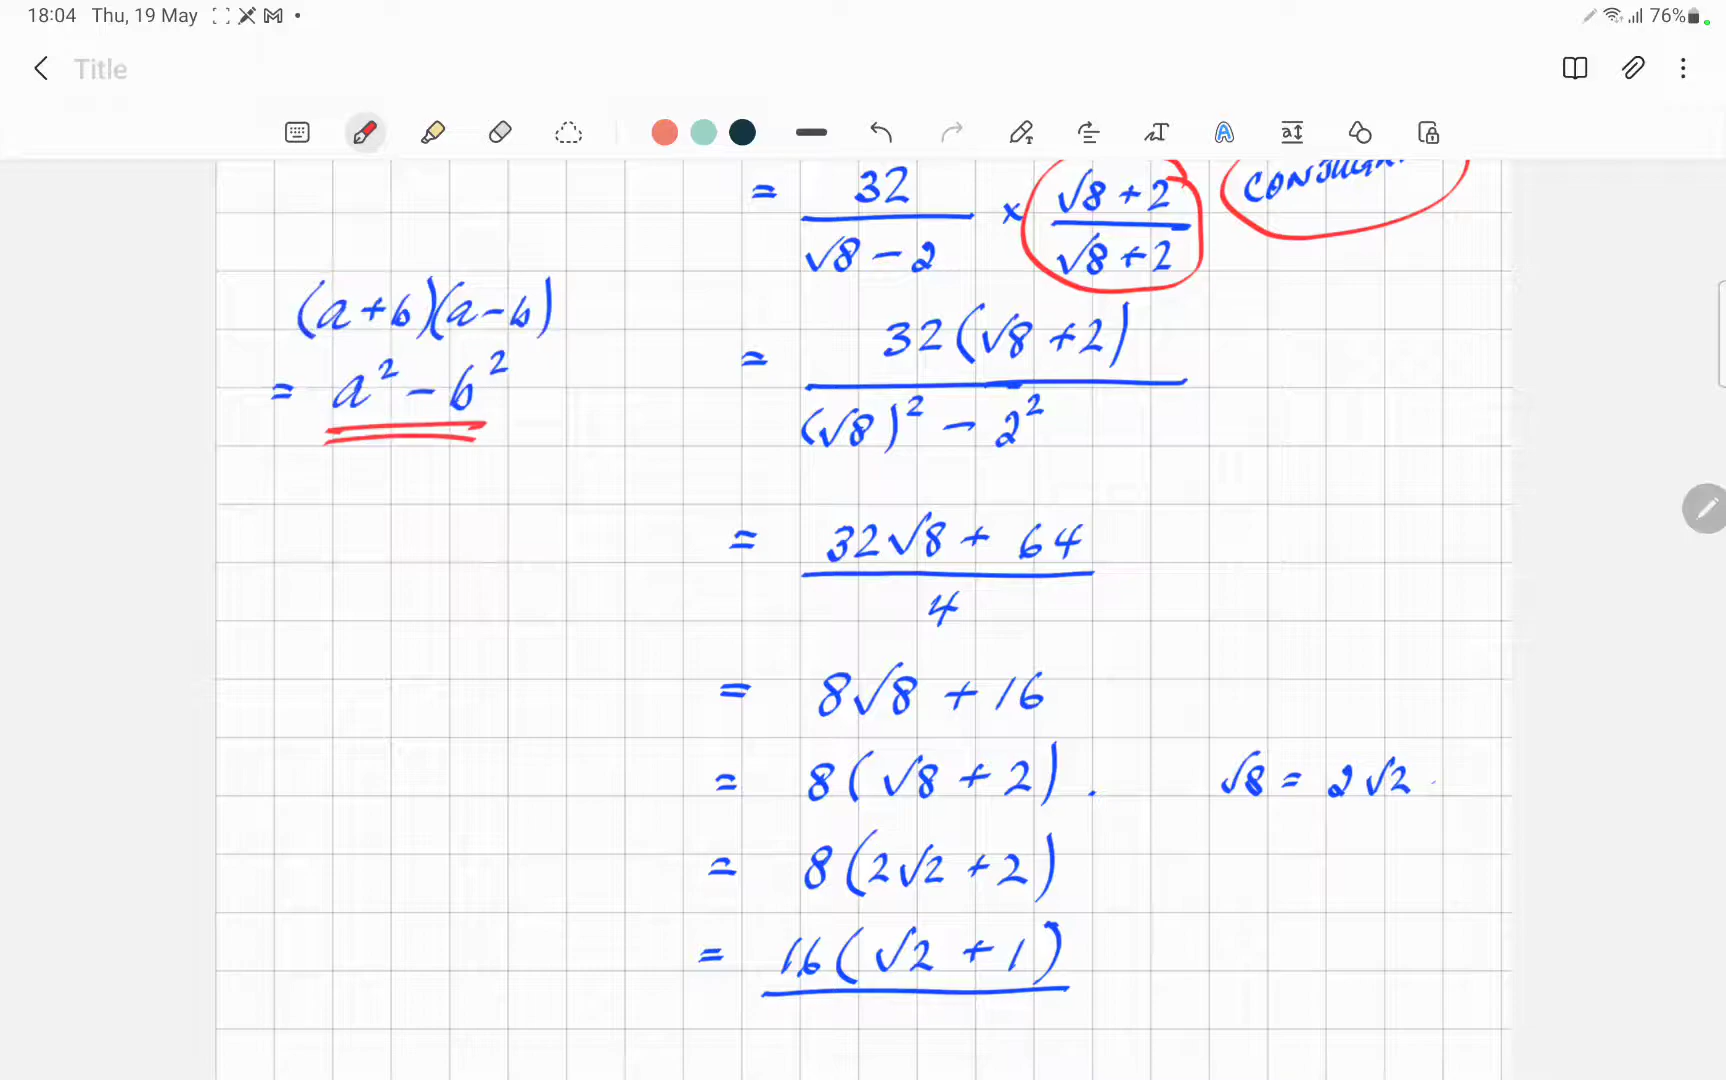 18:04 Thu, 19 May
76%
Title
= 32 / (√8 - 2) × (√8 + 2) / (√8 + 2)
(a+b)(a-b)
= a² - b²
= 32(√8 + 2) / ((√8)² - 2²)
= (32√8 + 64) / 4
= 8√8 + 16
= 8(√8 + 2). √8 = 2√2
= 8(2√2 + 2)
= 16(√2 + 1)